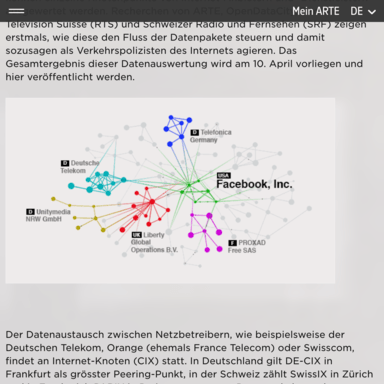 Mein ARTE DE
Télévision Suisse (RTS) und Schweizer Radio und Fernsehen (SRF) zeigen
erstmals, wie diese den Fluss der Datenpakete steuern und damit
sozusagen als Verkehrspolizisten des Internets agieren. Das
Gesamtergebnis dieser Datenauswertung wird am 10. April vorliegen und
hier veröffentlicht werden.
D Telefonica
Germany
D Deutsche
Telekom
USA
Facebook, Inc.
D Unitymedia
NRW GmbH
UK Liberty
Global
Operations B.V.
F PROXAD
Free SAS
Der Datenaustausch zwischen Netzbetreibern, wie beispielsweise der
Deutschen Telekom, Orange (ehemals France Telecom) oder Swisscom,
findet an Internet-Knoten (CIX) statt. In Deutschland gilt DE-CIX in
Frankfurt als grösster Peering-Punkt, in der Schweiz zählt SwissIX in Zürich